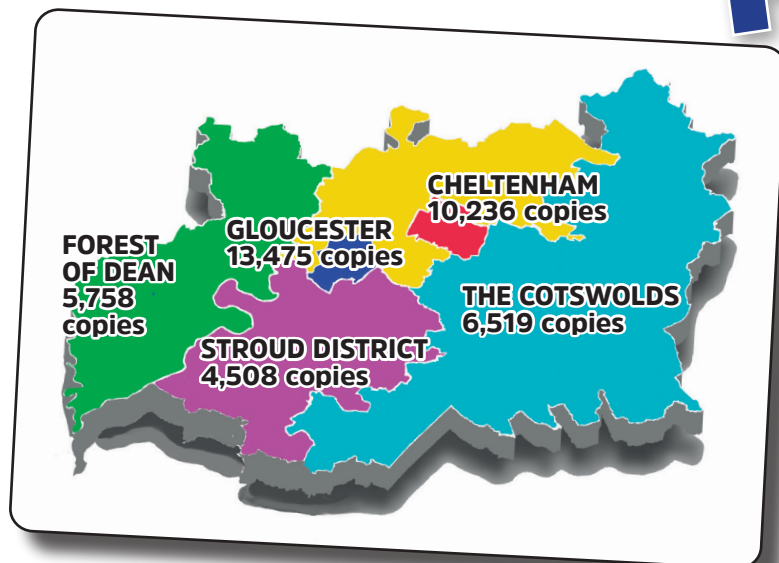 CHELTENHAM
10,236 copies
GLOUCESTER
13,475 copies
FOREST
OF DEAN
5,758
copies
THE COTSWOLDS
6,519 copies
STROUD DISTRICT
4,508 copies